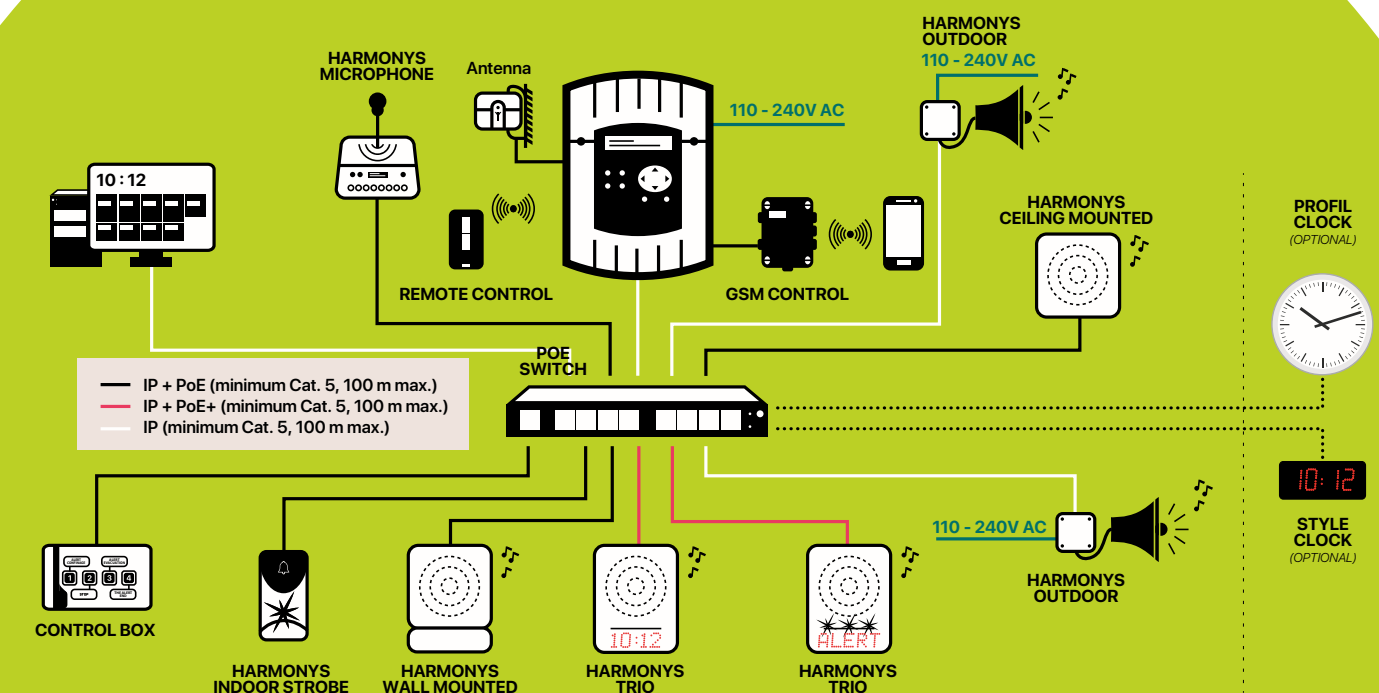 HARMONYS
OUTDOOR
110 - 240V AC
HARMONYS
MICROPHONE
Antenna
110 - 240V AC
10:12
HARMONYS
CEILING MOUNTED
PROFIL
CLOCK
(OPTIONAL)
REMOTE CONTROL
GSM CONTROL
POE
SWITCH
IP + PoE (minimum Cat. 5, 100 m max.)
IP + PoE+ (minimum Cat. 5, 100 m max.)
IP (minimum Cat. 5, 100 m max.)
10:12
STYLE
CLOCK
(OPTIONAL)
110 - 240V AC
HARMONYS
OUTDOOR
1 2 3 4
STOP
CONTROL BOX
10:12
ALERT
HARMONYS
INDOOR STROBE
HARMONYS
WALL MOUNTED
HARMONYS
TRIO
HARMONYS
TRIO